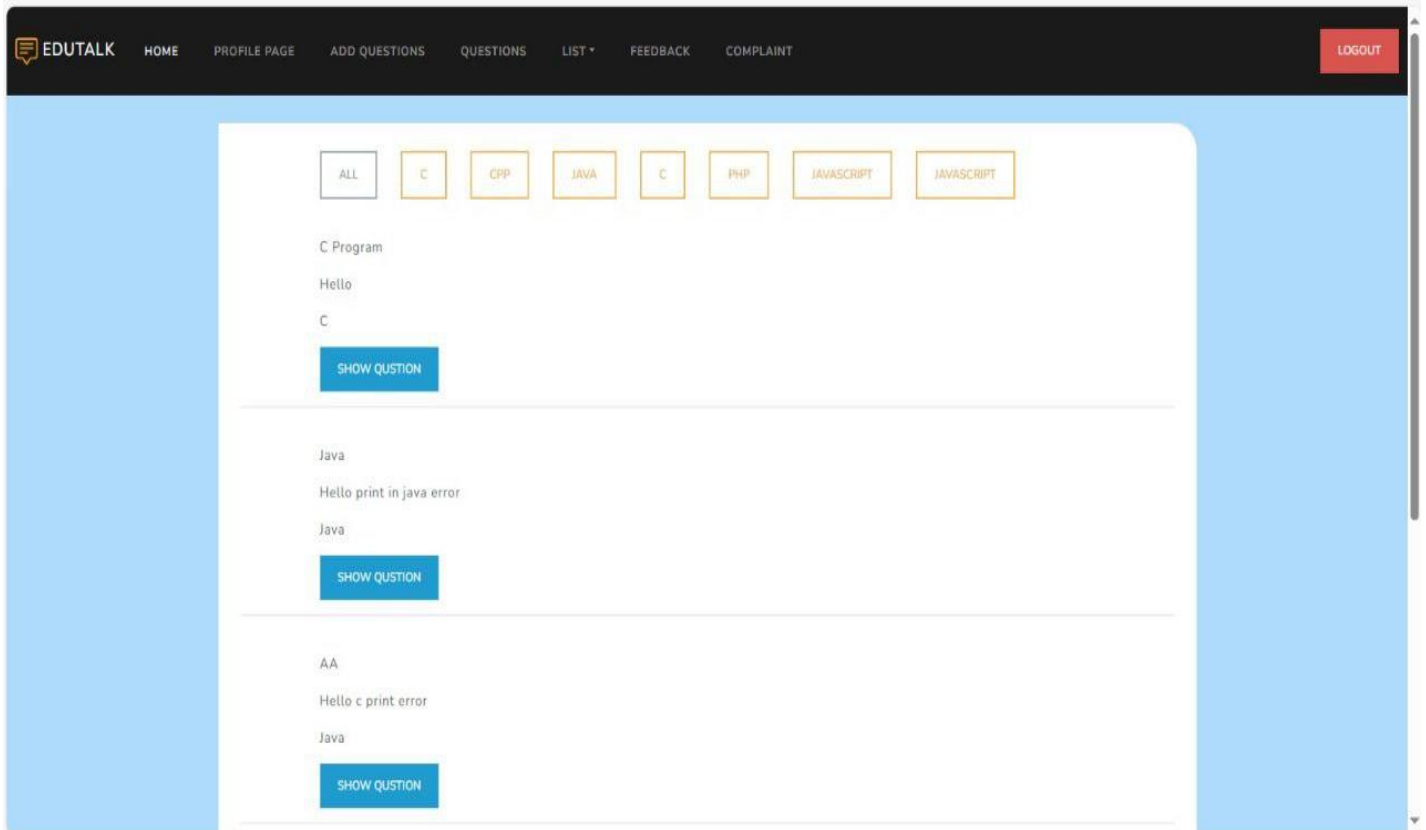 EDUTALK HOME PROFILE PAGE ADD QUESTIONS QUESTIONS LIST FEEDBACK COMPLAINT LOGOUT
ALL C CPP JAVA C PHP JAVASCRIPT JAVASCRIPT
C Program
Hello
C
SHOW QUSTION
Java
Hello print in java error
Java
SHOW QUSTION
AA
Hello c print error
Java
SHOW QUSTION